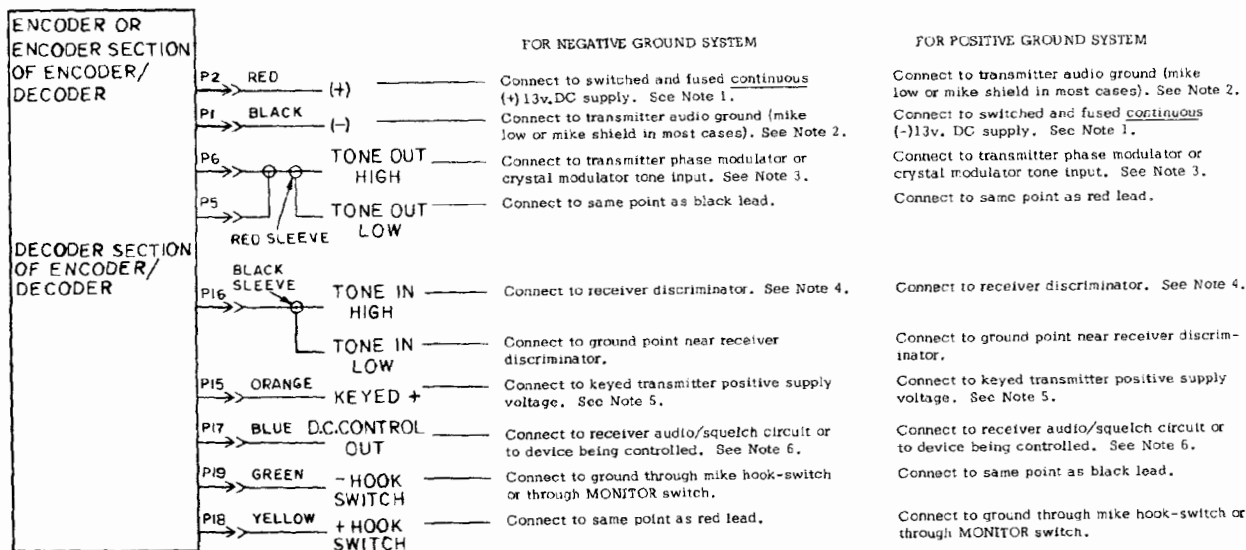 ENCODER OR
ENCODER SECTION
OF ENCODER/
DECODER
FOR NEGATIVE GROUND SYSTEM
FOR POSITIVE GROUND SYSTEM
P2 RED (+)
Connect to switched and fused continuous
(+)13v.DC supply. See Note 1.
Connect to transmitter audio ground (mike
low or mike shield in most cases). See Note 2.
P1 BLACK (-)
Connect to transmitter audio ground (mike
low or mike shield in most cases). See Note 2.
Connect to switched and fused continuous
(-)13v. DC supply. See Note 1.
P6 TONE OUT
HIGH
Connect to transmitter phase modulator or
crystal modulator tone input. See Note 3.
Connect to transmitter phase modulator or
crystal modulator tone input. See Note 3.
P5 TONE OUT
LOW
RED SLEEVE
Connect to same point as black lead.
Connect to same point as red lead.
DECODER SECTION
OF ENCODER/
DECODER
BLACK
SLEEVE
P16 TONE IN
HIGH
Connect to receiver discriminator. See Note 4.
Connect to receiver discriminator. See Note 4.
TONE IN
LOW
Connect to ground point near receiver
discriminator.
Connect to ground point near receiver discrim-
inator.
P15 ORANGE KEYED +
Connect to keyed transmitter positive supply
voltage. See Note 5.
Connect to keyed transmitter positive supply
voltage. See Note 5.
P17 BLUE D.C.CONTROL
OUT
Connect to receiver audio/squelch circuit or
to device being controlled. See Note 6.
Connect to receiver audio/squelch circuit or
to device being controlled. See Note 6.
P19 GREEN - HOOK
SWITCH
Connect to ground through mike hook-switch
or through MONITOR switch.
Connect to same point as black lead.
P18 YELLOW + HOOK
SWITCH
Connect to same point as red lead.
Connect to ground through mike hook-switch or
through MONITOR switch.